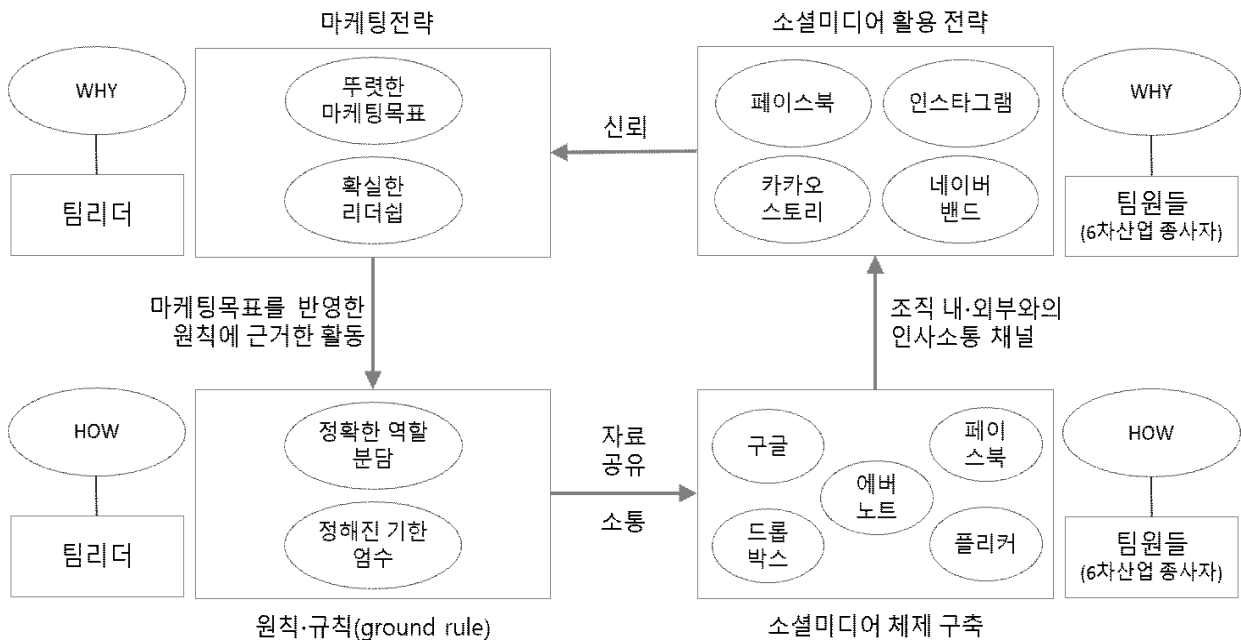 마케팅전략
소셜미디어 활용 전략
WHY
팀리더
뚜렷한
마케팅목표
확실한
리더쉽
신뢰
페이스북
인스타그램
카카오
스토리
네이버
밴드
WHY
팀원들
(6차산업 종사자)
마케팅목표를 반영한
원칙에 근거한 활동
조직 내·외부와의
인사소통 채널
HOW
팀리더
정확한 역할
분담
정해진 기한
엄수
자료
공유
소통
구글
페이
스북
에버
노트
드롭
박스
플리커
HOW
팀원들
(6차산업 종사자)
원칙·규칙(ground rule)
소셜미디어 체제 구축